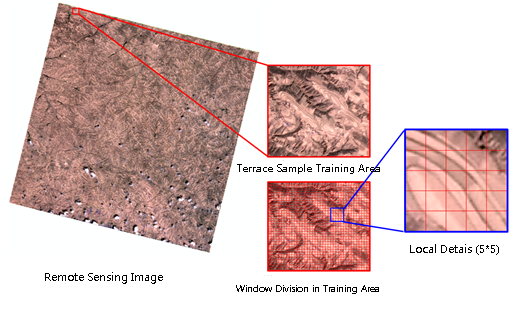 Terrace Sample Training Area
Local Detais (5*5)
Remote Sensing Image
Window Division in Training Area